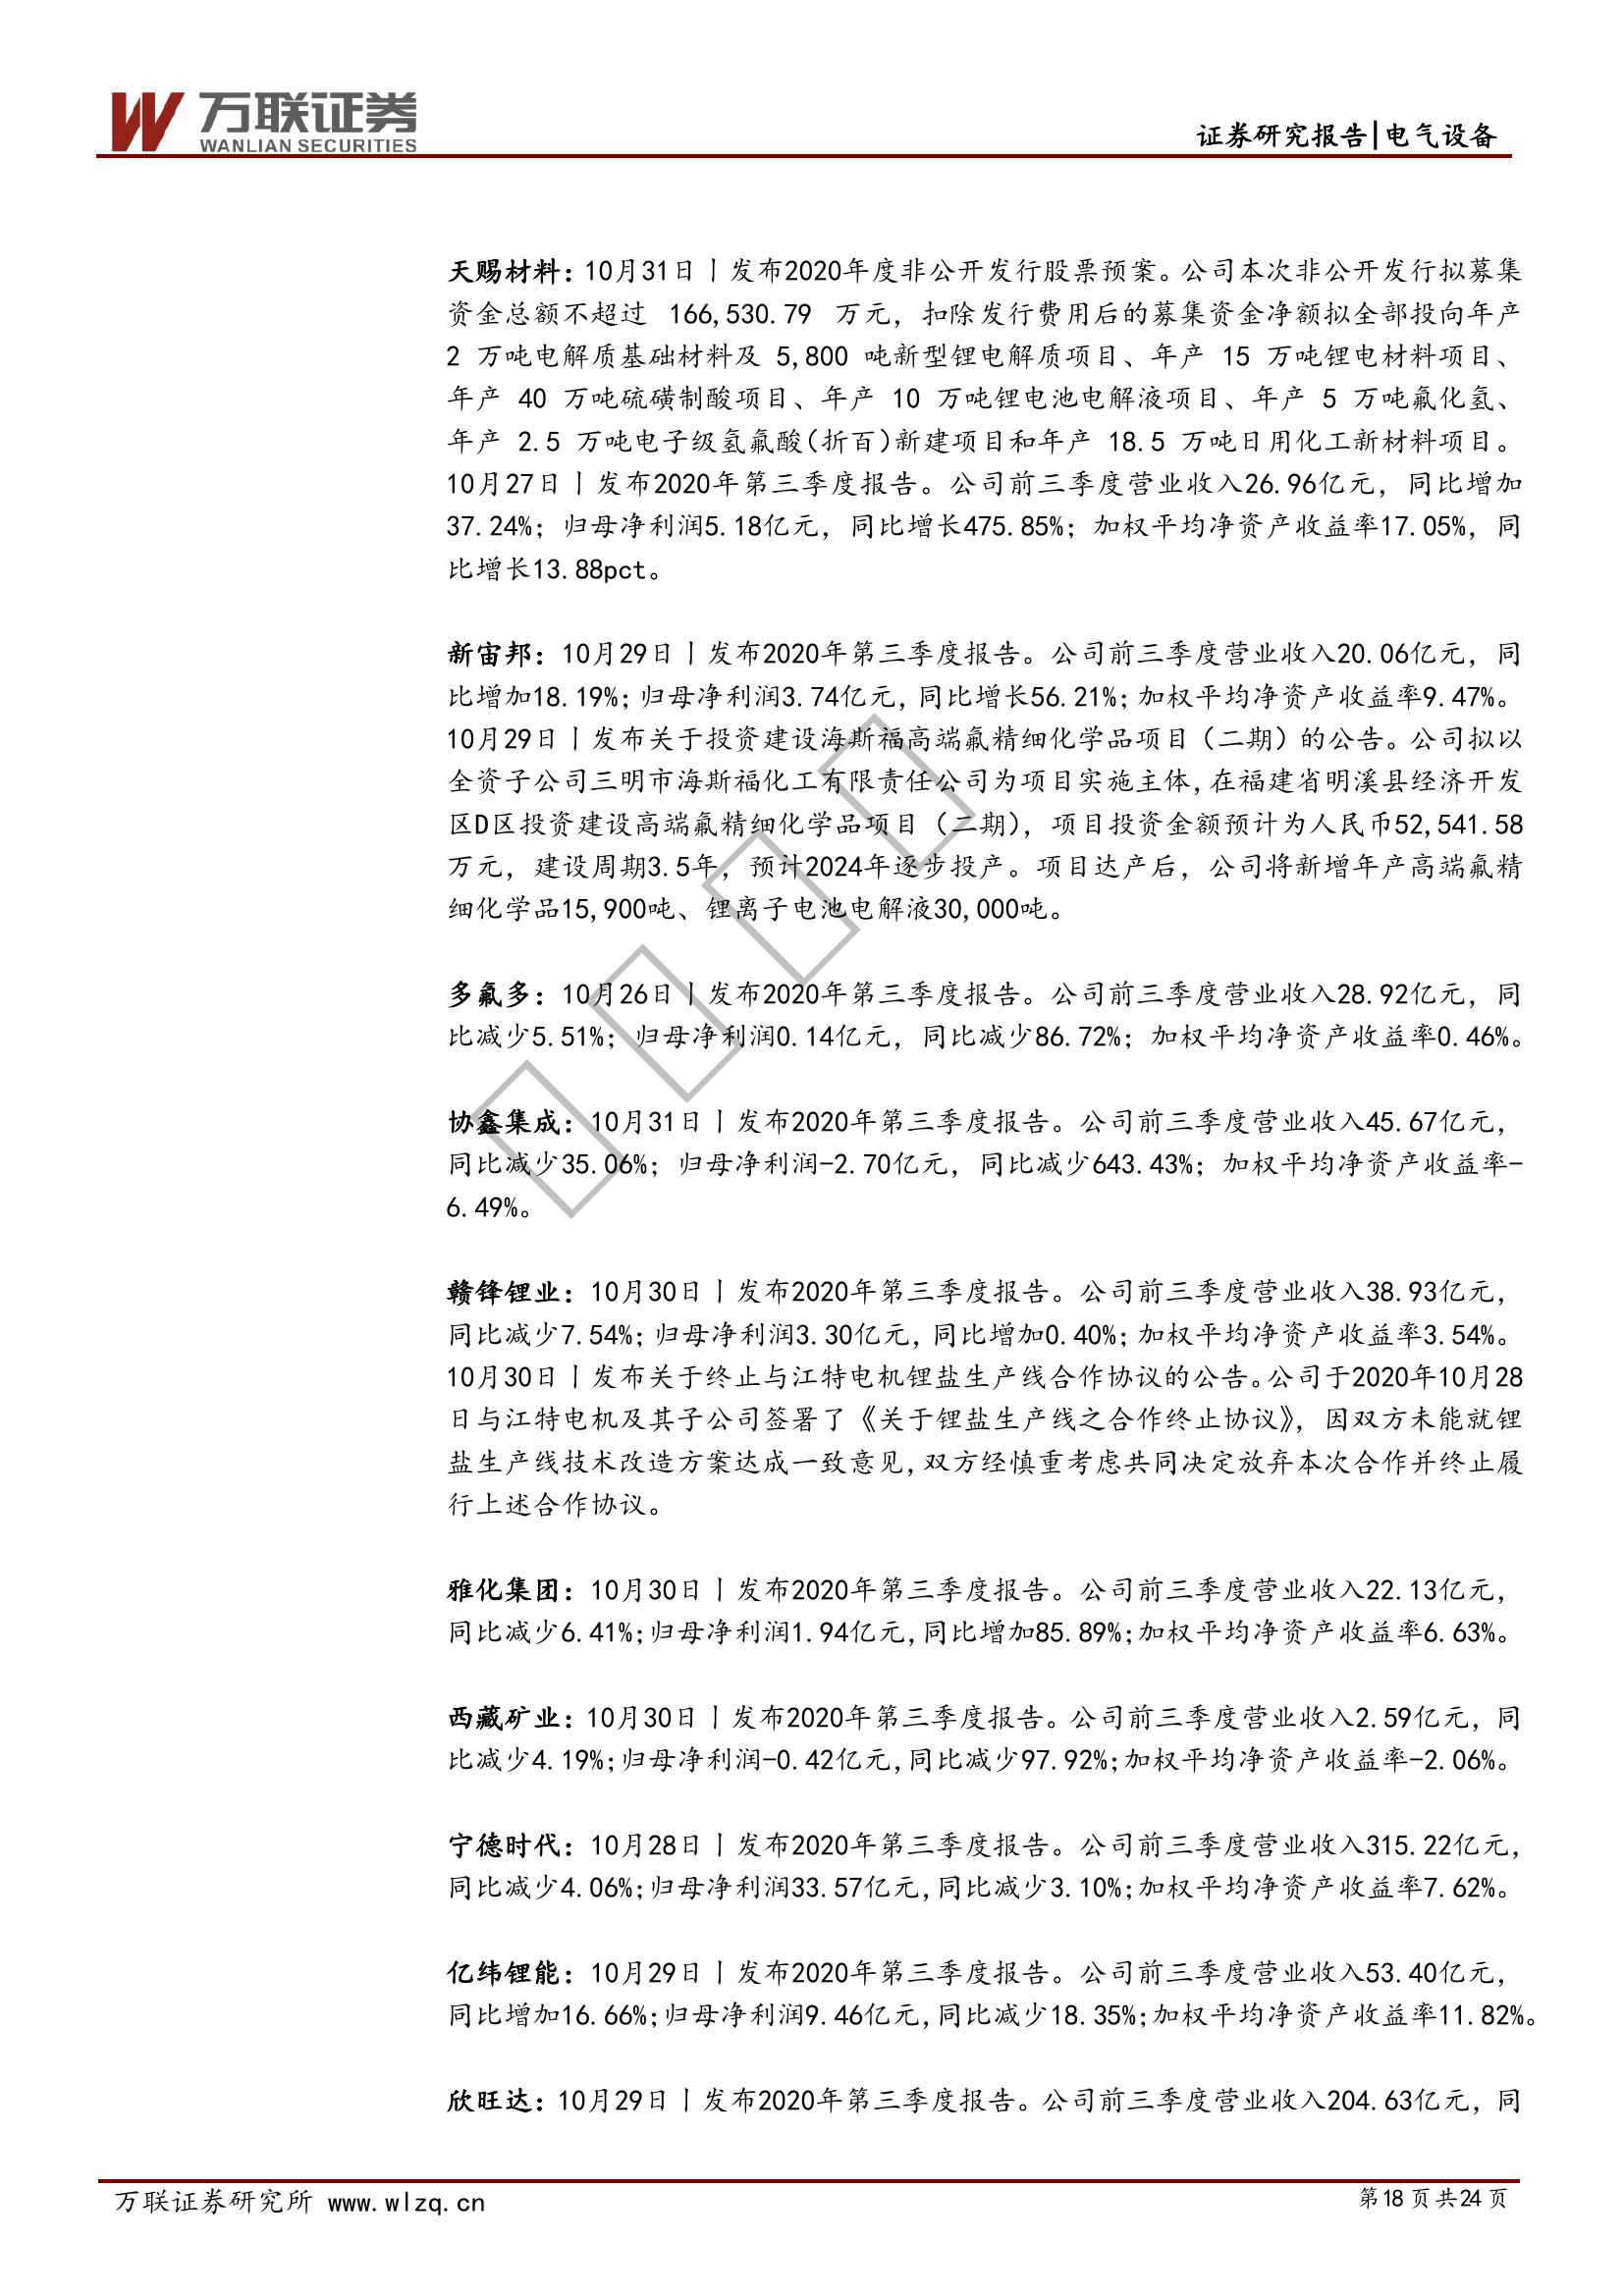 万联证券
WANLIAN SECURITIES
证券研究报告|电气设备
天赐材料：10月31日丨发布2020年度非公开发行股票预案。公司本次非公开发行拟募集
资金总额不超过 166,530.79 万元，扣除发行费用后的募集资金净额拟全部投向年产
2 万吨电解质基础材料及 5,800 吨新型锂电解质项目、年产 15 万吨锂电材料项目、
年产 40 万吨硫磺制酸项目、年产 10 万吨锂电池电解液项目、年产 5 万吨氟化氢、
年产 2.5 万吨电子级氢氟酸(折百)新建项目和年产 18.5 万吨日用化工新材料项目。
10月27日丨发布2020年第三季度报告。公司前三季度营业收入26.96亿元，同比增加
37.24%；归母净利润5.18亿元，同比增长475.85%；加权平均净资产收益率17.05%，同
比增长13.88pct。
新宙邦：10月29日丨发布2020年第三季度报告。公司前三季度营业收入20.06亿元，同
比增加18.19%；归母净利润3.74亿元，同比增长56.21%；加权平均净资产收益率9.47%。
10月29日丨发布关于投资建设海斯福高端氟精细化学品项目（二期）的公告。公司拟以
全资子公司三明市海斯福化工有限责任公司为项目实施主体，在福建省明溪县经济开发
区D区投资建设高端氟精细化学品项目（二期），项目投资金额预计为人民币52,541.58
万元，建设周期3.5年，预计2024年逐步投产。项目达产后，公司将新增年产高端氟精
细化学品15,900吨、锂离子电池电解液30,000吨。
多氟多：10月26日丨发布2020年第三季度报告。公司前三季度营业收入28.92亿元，同
比减少5.51%；归母净利润0.14亿元，同比减少86.72%；加权平均净资产收益率0.46%。
协鑫集成：10月31日丨发布2020年第三季度报告。公司前三季度营业收入45.67亿元，
同比减少35.06%；归母净利润-2.70亿元，同比减少643.43%；加权平均净资产收益率-
6.49%。
赣锋锂业：10月30日丨发布2020年第三季度报告。公司前三季度营业收入38.93亿元，
同比减少7.54%；归母净利润3.30亿元，同比增加0.40%；加权平均净资产收益率3.54%。
10月30日丨发布关于终止与江特电机锂盐生产线合作协议的公告。公司于2020年10月28
日与江特电机及其子公司签署了《关于锂盐生产线之合作终止协议》，因双方未能就锂
盐生产线技术改造方案达成一致意见，双方经慎重考虑共同决定放弃本次合作并终止履
行上述合作协议。
雅化集团：10月30日丨发布2020年第三季度报告。公司前三季度营业收入22.13亿元，
同比减少6.41%；归母净利润1.94亿元，同比增加85.89%；加权平均净资产收益率6.63%。
西藏矿业：10月30日丨发布2020年第三季度报告。公司前三季度营业收入2.59亿元，同
比减少4.19%；归母净利润-0.42亿元，同比减少97.92%；加权平均净资产收益率-2.06%。
宁德时代：10月28日丨发布2020年第三季度报告。公司前三季度营业收入315.22亿元，
同比减少4.06%；归母净利润33.57亿元，同比减少3.10%；加权平均净资产收益率7.62%。
亿纬锂能：10月29日丨发布2020年第三季度报告。公司前三季度营业收入53.40亿元，
同比增加16.66%；归母净利润9.46亿元，同比减少18.35%；加权平均净资产收益率11.82%。
欣旺达：10月29日丨发布2020年第三季度报告。公司前三季度营业收入204.63亿元，同
万联证券研究所 www.wlzq.cn
第18 页 共24 页